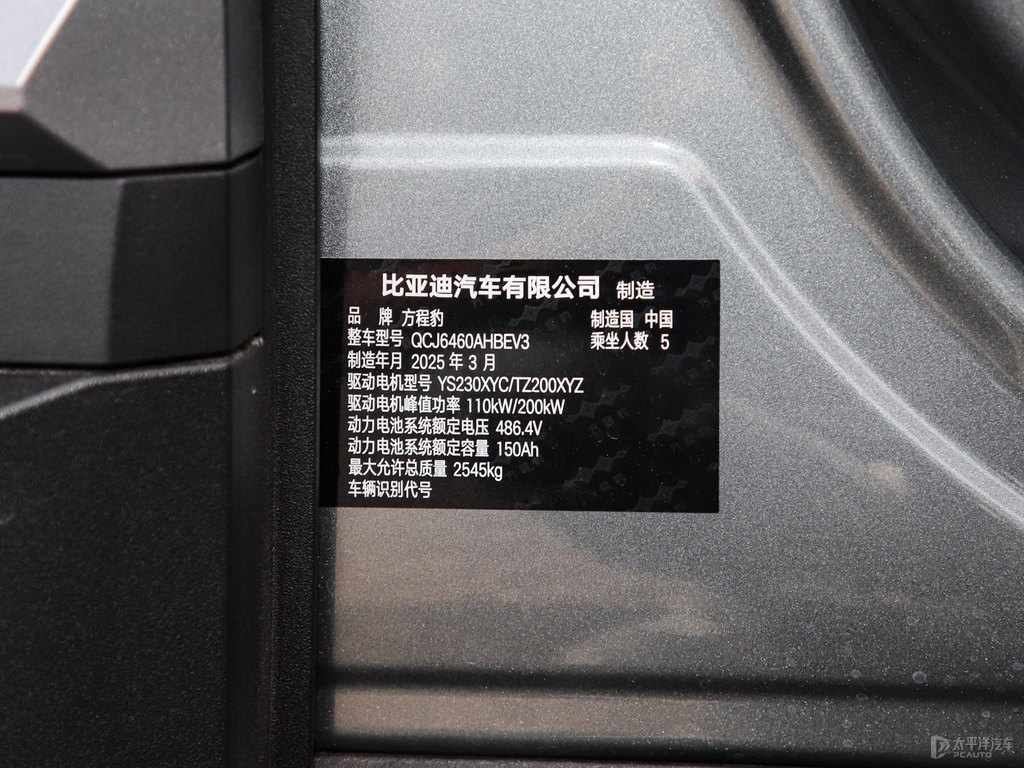 比亚迪汽车有限公司 制造
品 牌 方程豹 制造国 中国
整车型号 QCJ6460AHBEV3 乘坐人数 5
制造年月 2025 年 3 月
驱动电机型号 YS230XYC/TZ200XYZ
驱动电机峰值功率 110kW/200kW
动力电池系统额定电压 486.4V
动力电池系统额定容量 150Ah
最大允许总质量 2545kg
车辆识别代号
太平洋汽车
PCAUTO